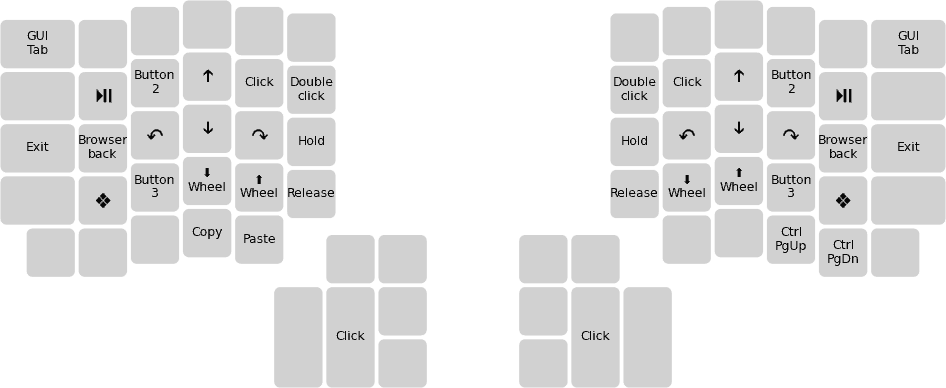 GUI
Tab
GUI
Tab
Button
2
↑
Click
Double
click
Double
click
Click
↑
Button
2
⏯
⏯
Exit
Browser
back
↶
↓
↷
Hold
Hold
↶
↓
↷
Browser
back
Exit
❖
Button
3
⬇
Wheel
⬆
Wheel
Release
Release
⬇
Wheel
⬆
Wheel
Button
3
❖
Copy
Paste
Ctrl
PgUp
Ctrl
PgDn
Click
Click